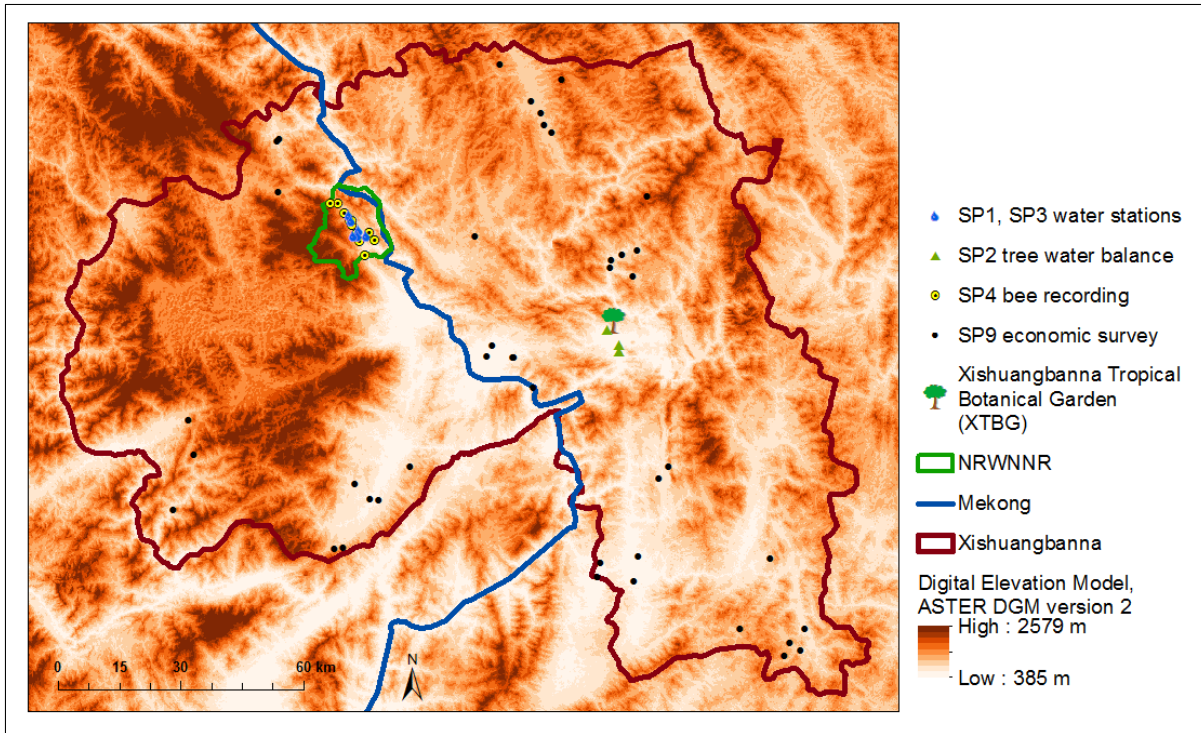 SP1, SP3 water stations
SP2 tree water balance
SP4 bee recording
SP9 economic survey
Xishuangbanna Tropical
Botanical Garden
(XTBG)
NRWNNR
Mekong
Xishuangbanna
Digital Elevation Model,
ASTER DGM version 2
High : 2579 m
Low : 385 m
0 15 30 60 km
N